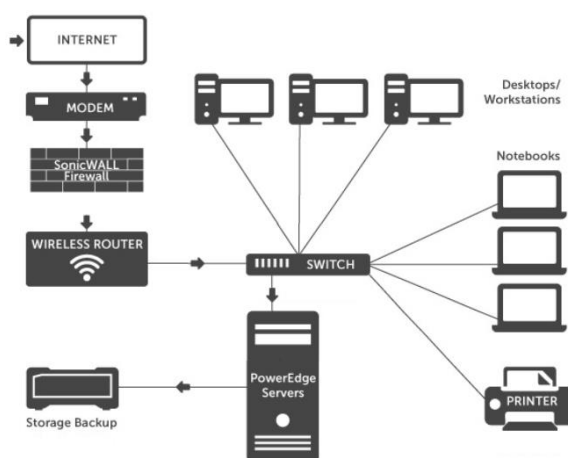 INTERNET
MODEM
SonicWALL
Firewall
WIRELESS ROUTER
SWITCH
Desktops/
Workstations
Notebooks
PowerEdge
Servers
Storage Backup
PRINTER